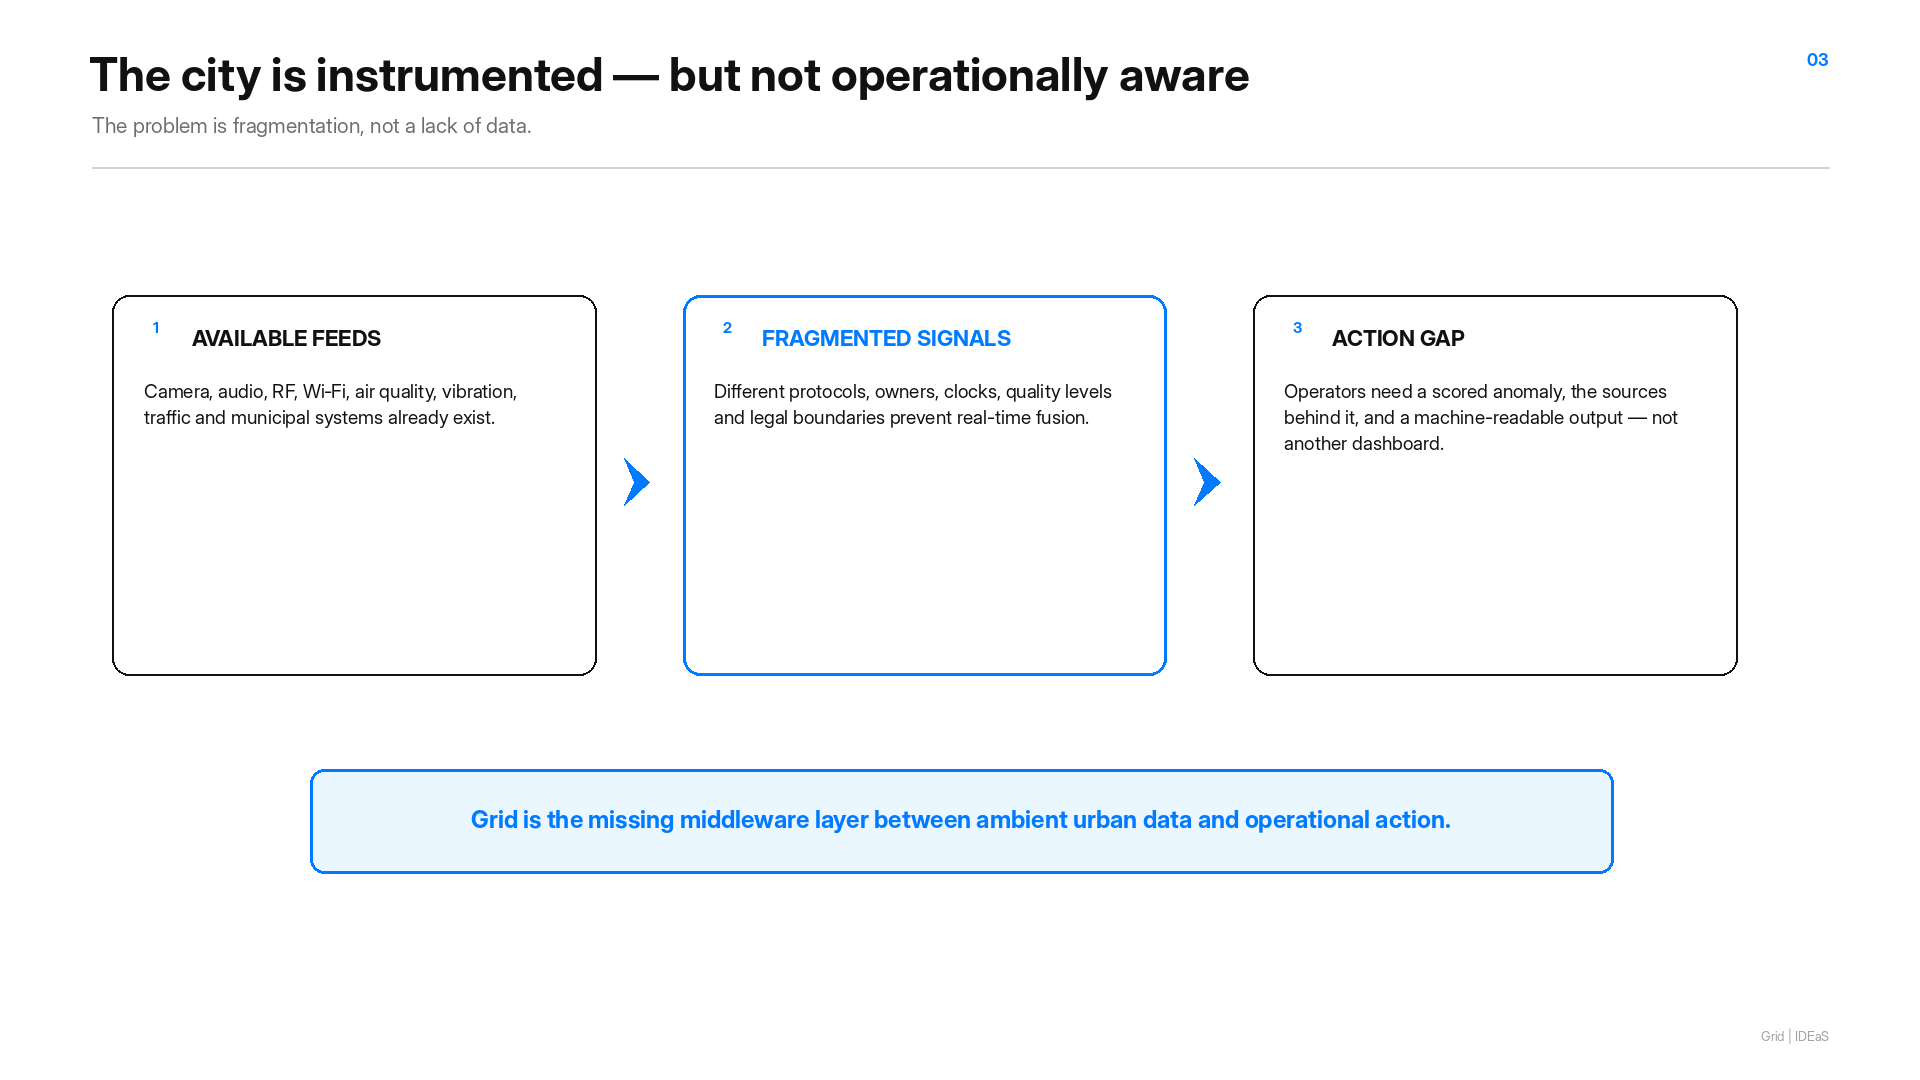 The city is instrumented — but not operationally aware
03
The problem is fragmentation, not a lack of data.
1
AVAILABLE FEEDS
Camera, audio, RF, Wi-Fi, air quality, vibration,
traffic and municipal systems already exist.
2
FRAGMENTED SIGNALS
Different protocols, owners, clocks, quality levels
and legal boundaries prevent real-time fusion.
3
ACTION GAP
Operators need a scored anomaly, the sources
behind it, and a machine-readable output — not
another dashboard.
Grid is the missing middleware layer between ambient urban data and operational action.
Grid | IDEaS